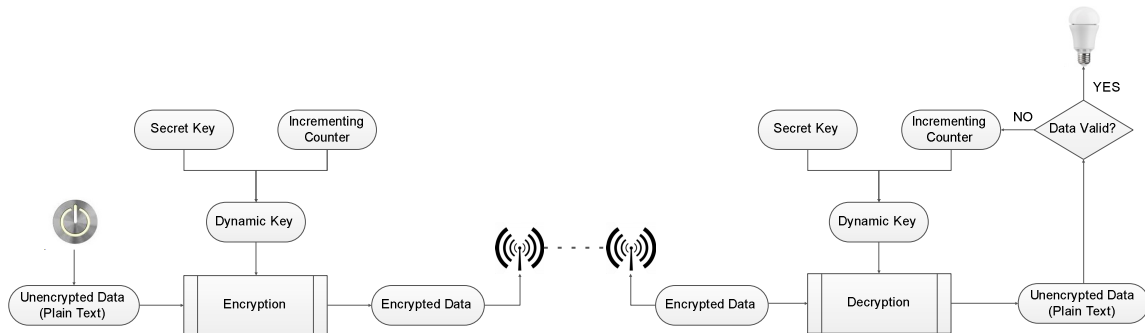 YES
Secret Key
Incrementing
Counter
Secret Key
Incrementing
Counter
NO
Data Valid?
Dynamic Key
Dynamic Key
Unencrypted Data
(Plain Text)
Encryption
Encrypted Data
Encrypted Data
Decryption
Unencrypted Data
(Plain Text)